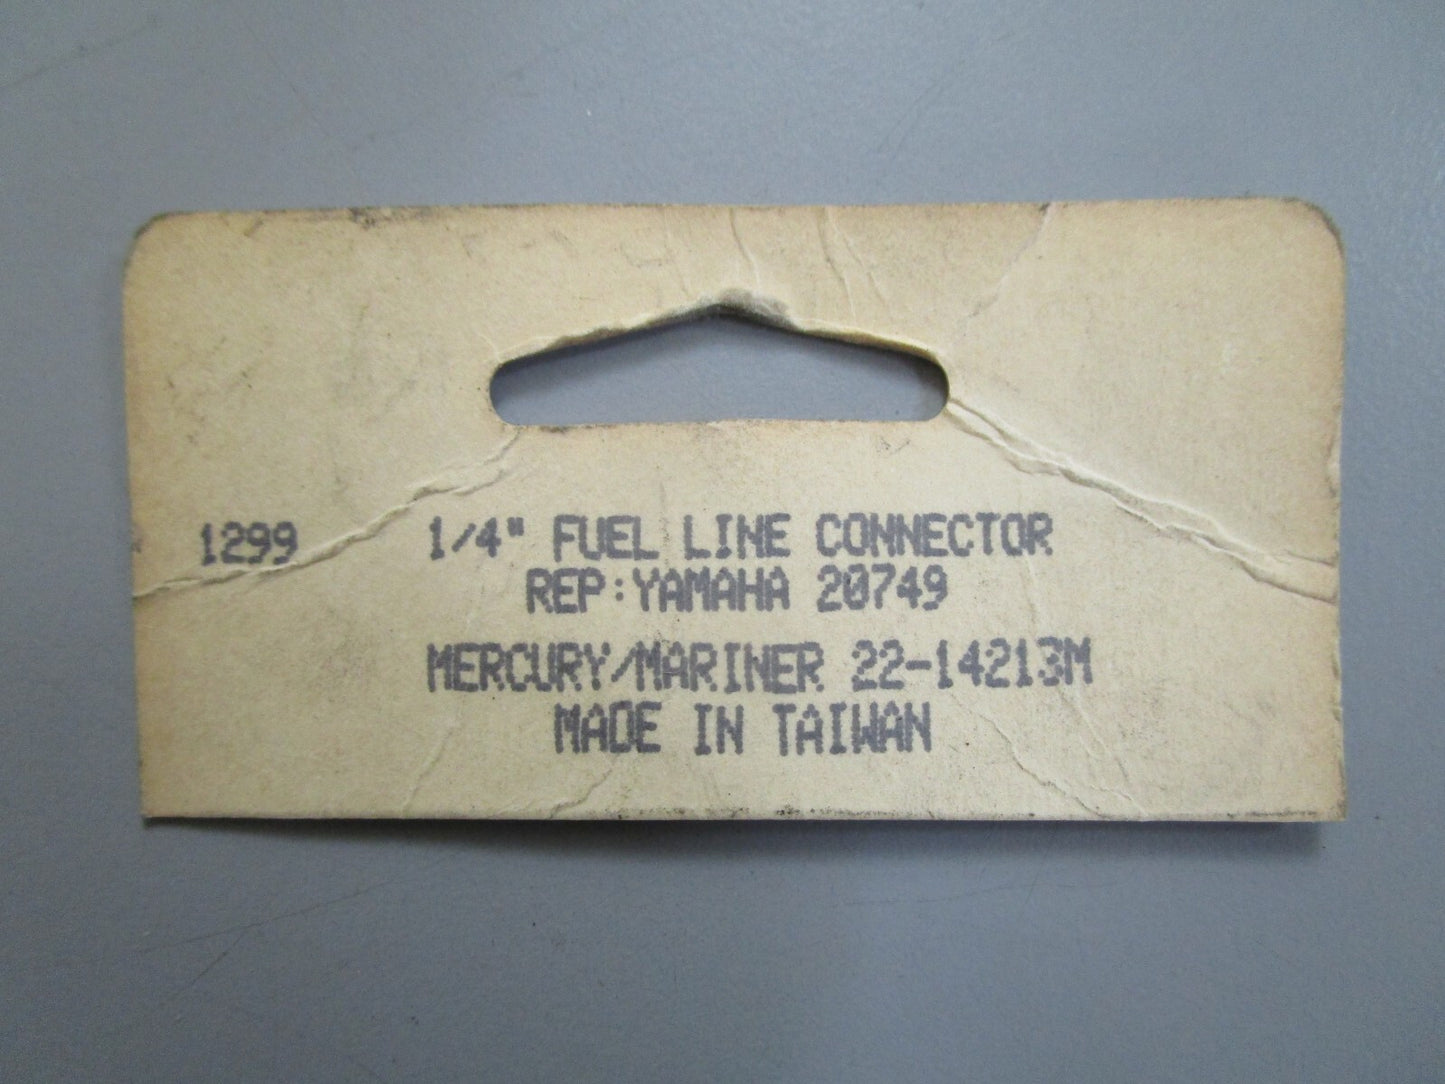 1299 1/4" FUEL LINE CONNECTOR
REP:YAMAHA 20749
MERCURY/MARINER 22-14213M
MADE IN TAIWAN